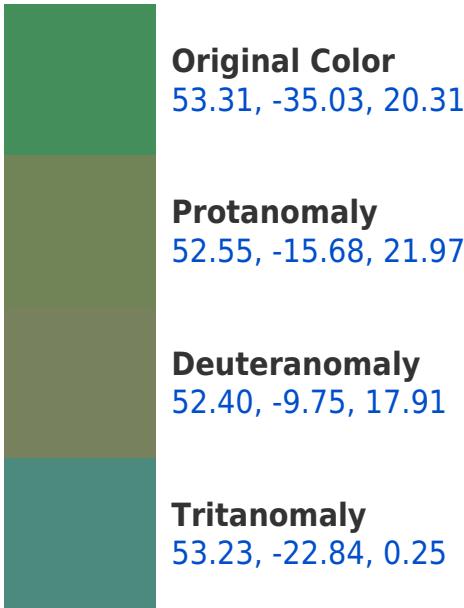 Original Color
53.31, -35.03, 20.31
Protanomaly
52.55, -15.68, 21.97
Deuteranomaly
52.40, -9.75, 17.91
Tritanomaly
53.23, -22.84, 0.25